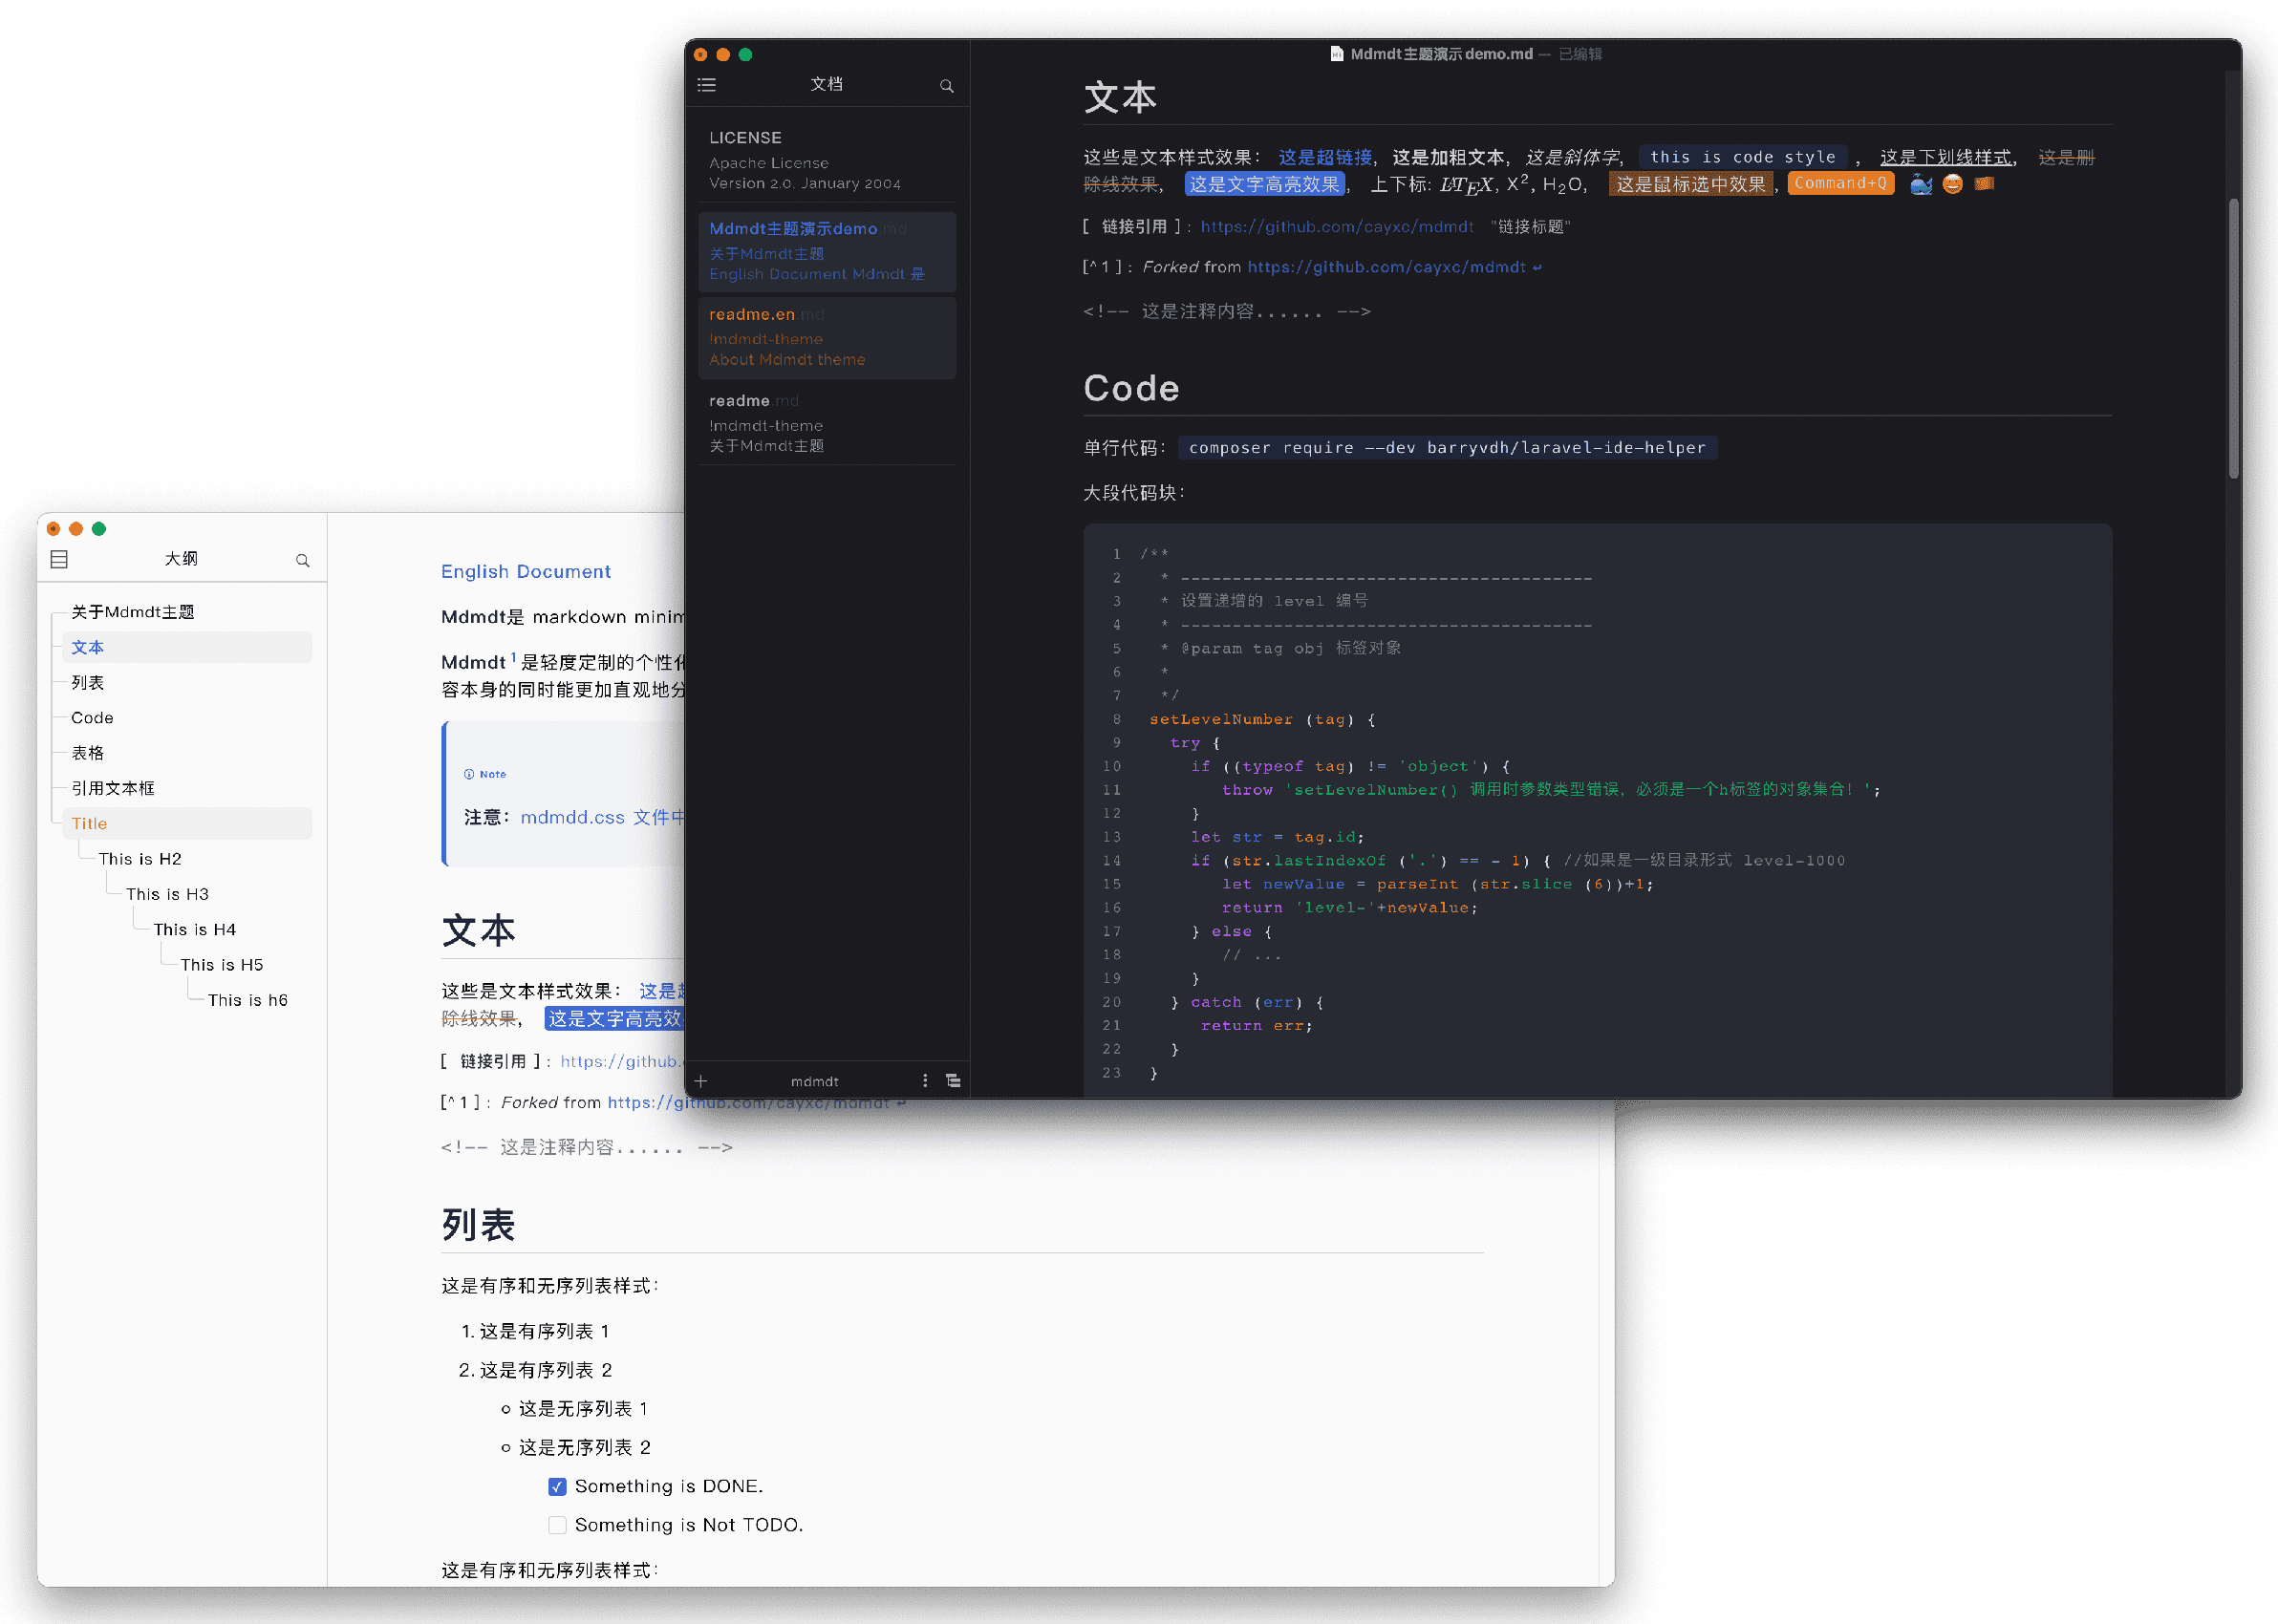 Mdmdt主题演示demo.md — 已编辑
文档
LICENSE
Apache License
Version 2.0. January 2004
Mdmdt主题演示demo.md
关于Mdmdt主题
English Document Mdmdt 是
readme.en.md
!mdmdt-theme
About Mdmdt theme
readme.md
!mdmdt-theme
关于Mdmdt主题
mdmdt
文本
这些是文本样式效果： 这是超链接，这是加粗文本，这是斜体字， this is code style ， 这是下划线样式， 这是删
除线效果， 这是文字高亮效果， 上下标: LATEX, X², H₂O， 这是鼠标选中效果, Command+Q 🐳 😄
[ 链接引用 ] : https://github.com/cayxc/mdmdt "链接标题"
[^ 1 ] : Forked from https://github.com/cayxc/mdmdt ↩
<!-- 这是注释内容...... -->
Code
单行代码： composer require --dev barryvdh/laravel-ide-helper
大段代码块：
1 /**
2 * ----------------------------------------
3 * 设置递增的 level 编号
4 * ----------------------------------------
5 * @param tag obj 标签对象
6 *
7 */
8 setLevelNumber (tag) {
9 try {
10 if ((typeof tag) != 'object') {
11 throw 'setLevelNumber() 调用时参数类型错误，必须是一个h标签的对象集合！';
12 }
13 let str = tag.id;
14 if (str.lastIndexOf ('.') == - 1) { //如果是一级目录形式 level-1000
15 let newValue = parseInt (str.slice (6))+1;
16 return 'level-'+newValue;
17 } else {
18 // ...
19 }
20 } catch (err) {
21 return err;
22 }
23 }
大纲
关于Mdmdt主题
文本
列表
Code
表格
引用文本框
Title
This is H2
This is H3
This is H4
This is H5
This is h6
English Document
Mdmdt是 markdown minim
Mdmdt ¹ 是轻度定制的个性化
容本身的同时能更加直观地分
Note
注意： mdmdd.css 文件中
文本
这些是文本样式效果： 这是
除线效果， 这是文字高亮效
[ 链接引用 ] : https://github.
[^ 1 ] : Forked from https://github.com/cayxc/mdmdt ↩
<!-- 这是注释内容...... -->
列表
这是有序和无序列表样式：
1. 这是有序列表 1
2. 这是有序列表 2
这是无序列表 1
这是无序列表 2
Something is DONE.
Something is Not TODO.
这是有序和无序列表样式：